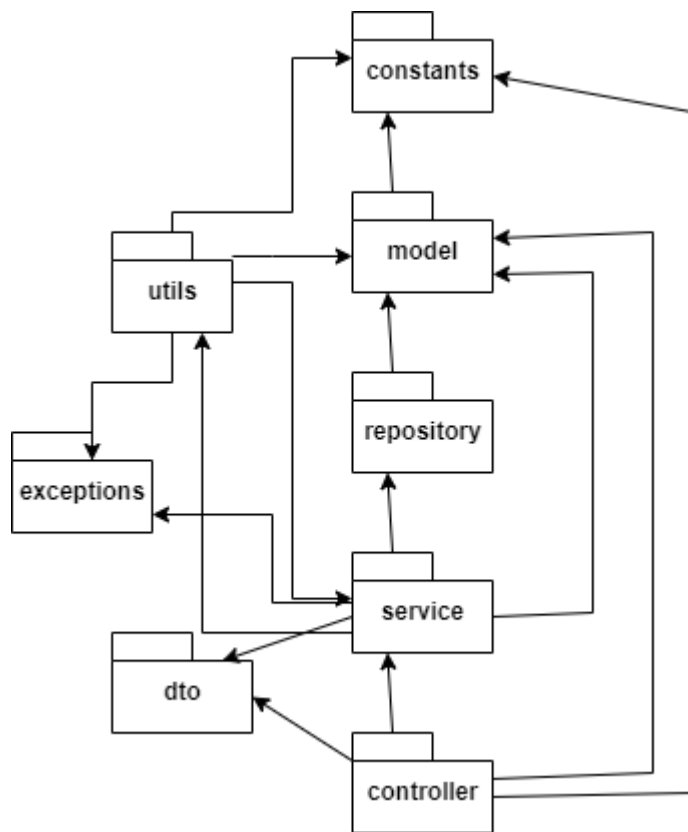 constants
model
utils
repository
exceptions
service
dto
controller